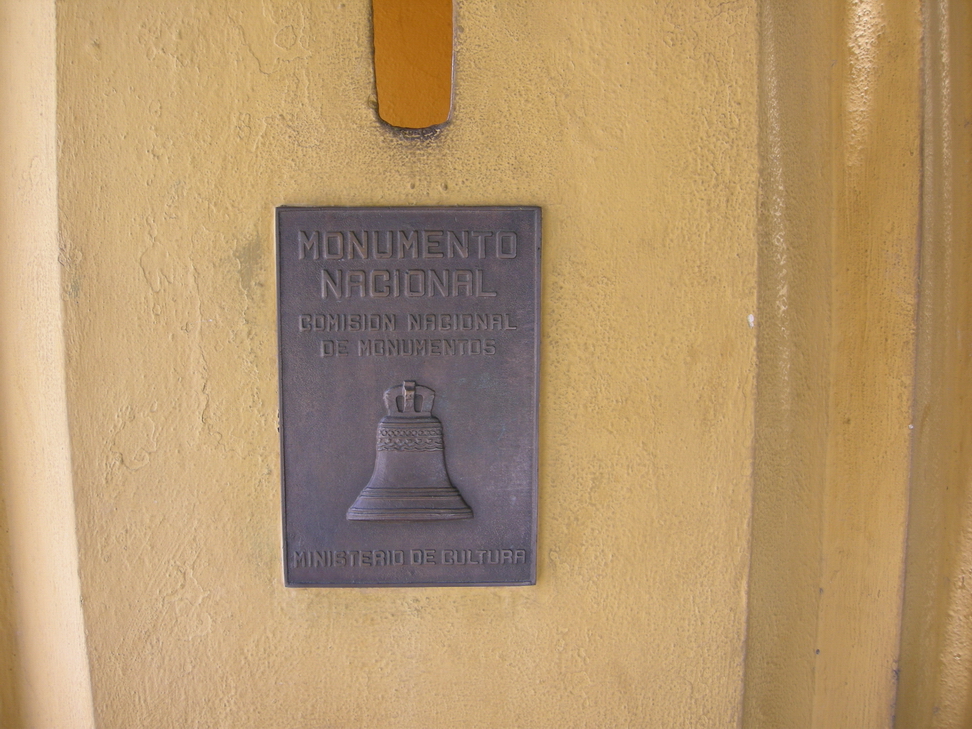 MONUMENTO
NACIONAL
COMISION NACIONAL
DE MONUMENTOS
MINISTERIO DE CULTURA